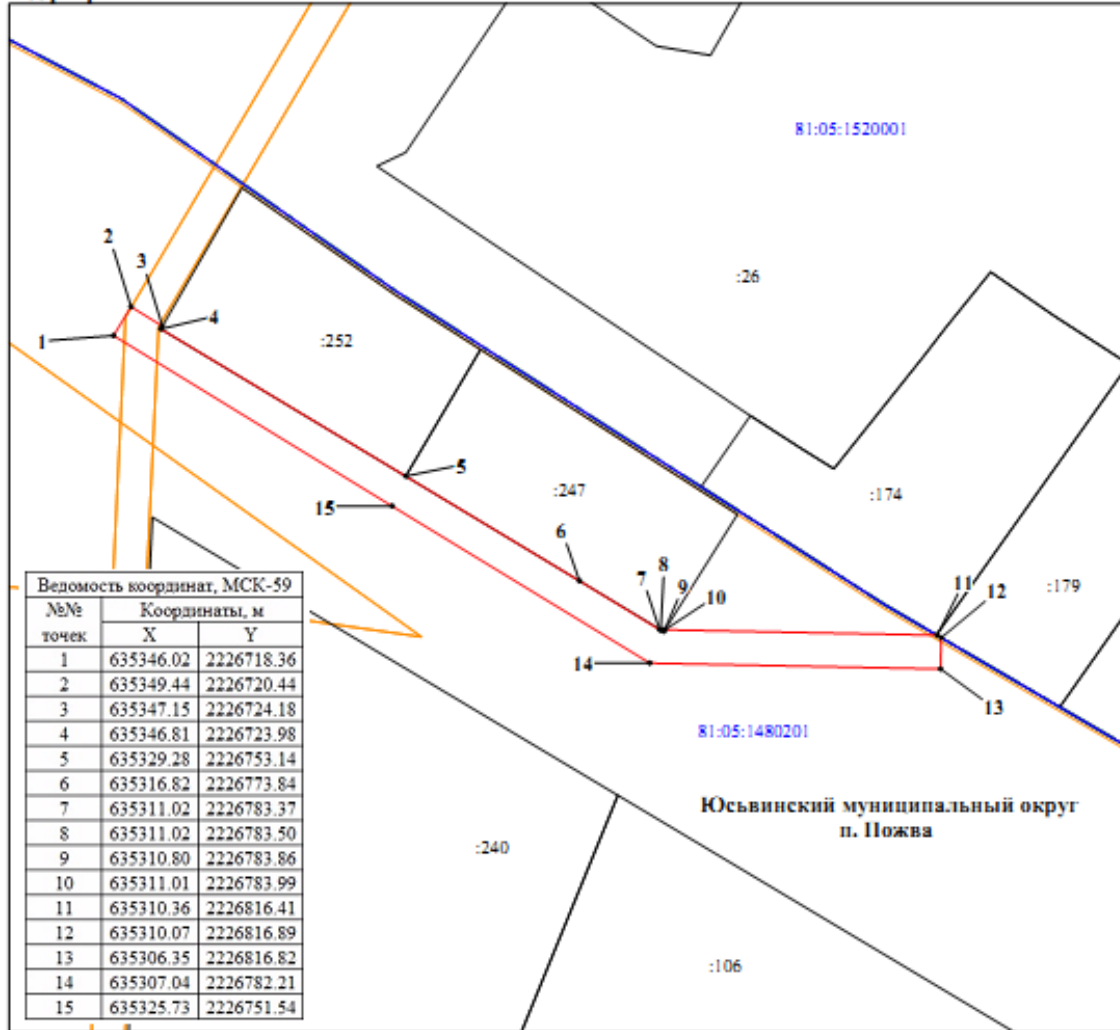 81:05:1520001
2
3
:26
1
4
:252
5
:247
:174
15
6
8
7
9
10
11
12
:179
14
13
81:05:1480201
Юсьвинский муниципальный округ
п. Пожва
:240
:106
Ведомость координат, МСК-59
№№ точек Координаты, м
X Y
1 635346.02 2226718.36
2 635349.44 2226720.44
3 635347.15 2226724.18
4 635346.81 2226723.98
5 635329.28 2226753.14
6 635316.82 2226773.84
7 635311.02 2226783.37
8 635311.02 2226783.50
9 635310.80 2226783.86
10 635311.01 2226783.99
11 635310.36 2226816.41
12 635310.07 2226816.89
13 635306.35 2226816.82
14 635307.04 2226782.21
15 635325.73 2226751.54